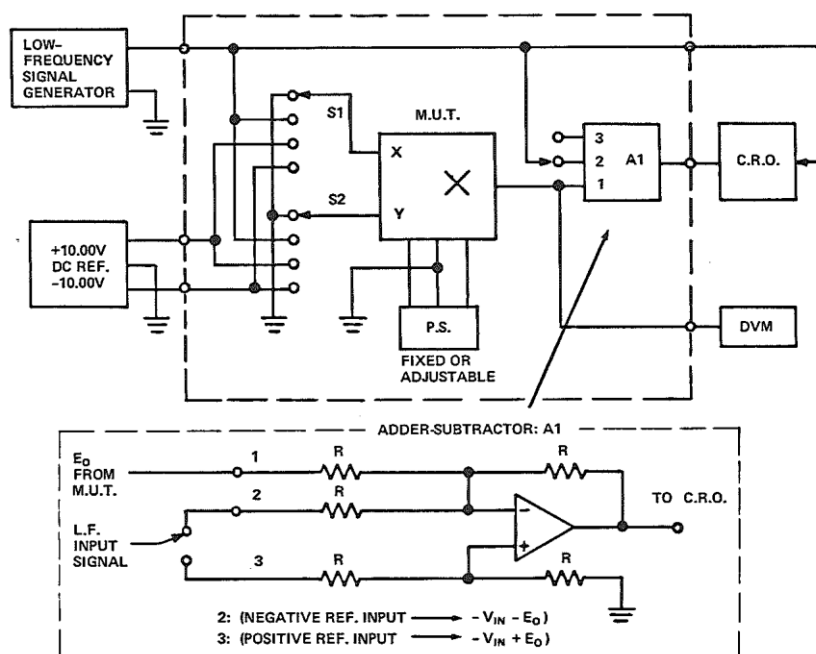 LOW-
FREQUENCY
SIGNAL
GENERATOR
+10.00V
DC REF.
-10.00V
S1
S2
M.U.T.
X
Y
P.S.
FIXED OR
ADJUSTABLE
3
2
1
A1
C.R.O.
DVM
ADDER-SUBTRACTOR: A1
EO
FROM
M.U.T.
L.F.
INPUT
SIGNAL
1
R
R
2
R
3
R
R
-
+
TO C.R.O.
2: (NEGATIVE REF. INPUT → - VIN - EO)
3: (POSITIVE REF. INPUT → - VIN + EO)